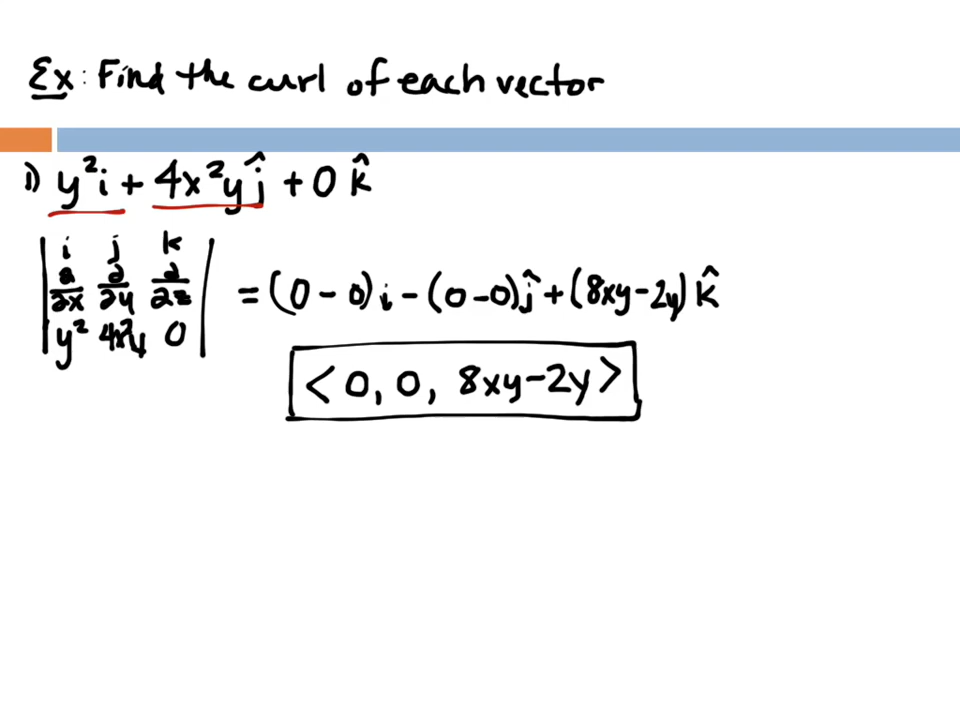 Ex: Find the curl of each vector
1) y²i + 4x²yĵ + 0 k̂
| i j k |
| ∂/∂x ∂/∂y ∂/∂z | = (0 - 0)i - (0 - 0)ĵ + (8xy - 2y) k̂
| y² 4x²y 0 |
< 0, 0, 8xy - 2y >